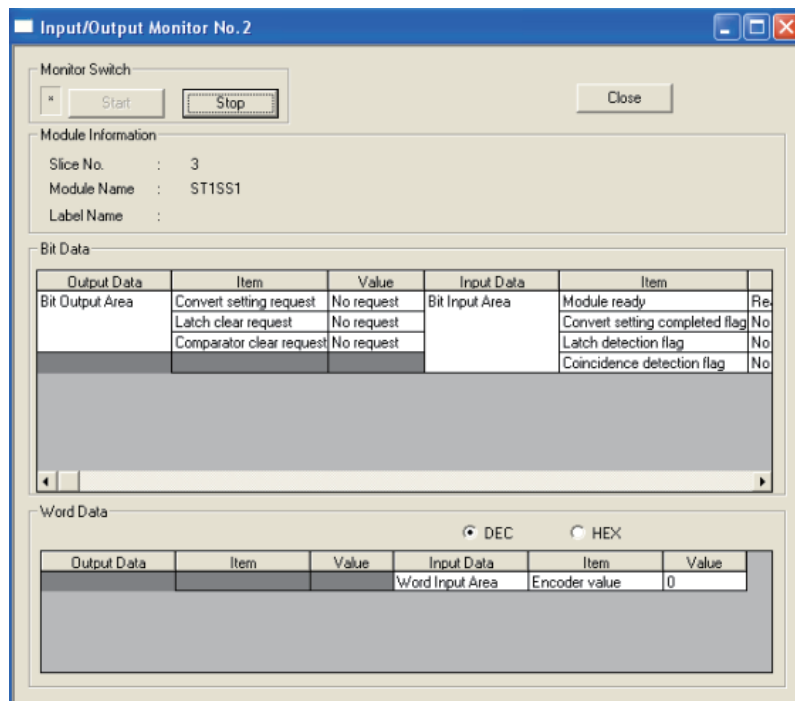 Input/Output Monitor No.2
Monitor Switch
* Start Stop Close
Module Information
Slice No. : 3
Module Name : ST1SS1
Label Name :
Bit Data
Output Data Item Value Input Data Item
Bit Output Area Convert setting request No request Bit Input Area Module ready Re
Latch clear request No request Convert setting completed flag No
Comparator clear request No request Latch detection flag No
Coincidence detection flag No
Word Data
DEC HEX
Output Data Item Value Input Data Item Value
Word Input Area Encoder value 0